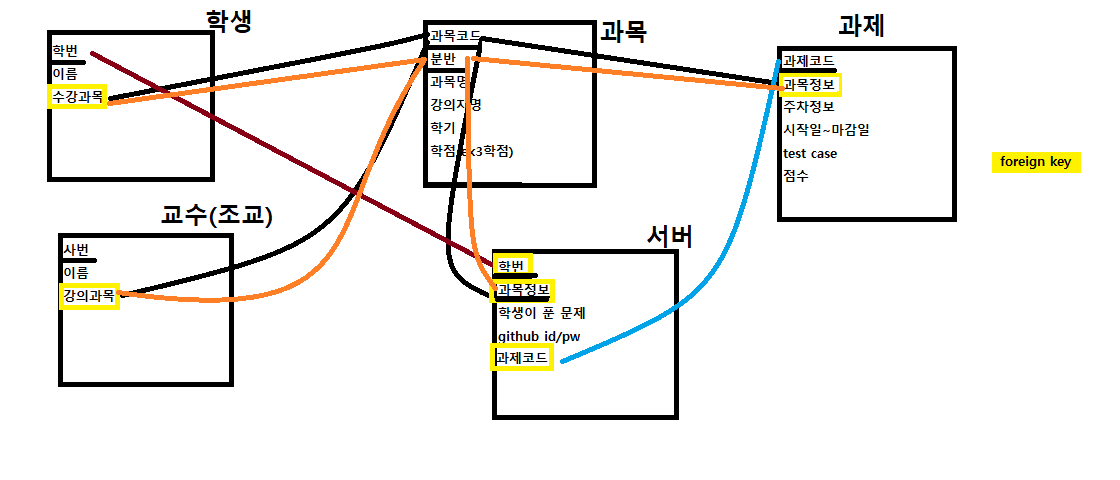 학생
학번
이름
수강과목
과목
과목코드
분반
과목명
강의자명
학기
학점(ex3학점)
과제
과제코드
과목정보
주차정보
시작일~마감일
test case
점수
foreign key
교수(조교)
사번
이름
강의과목
서버
학번
과목정보
학생이 푼 문제
github id/pw
과제코드